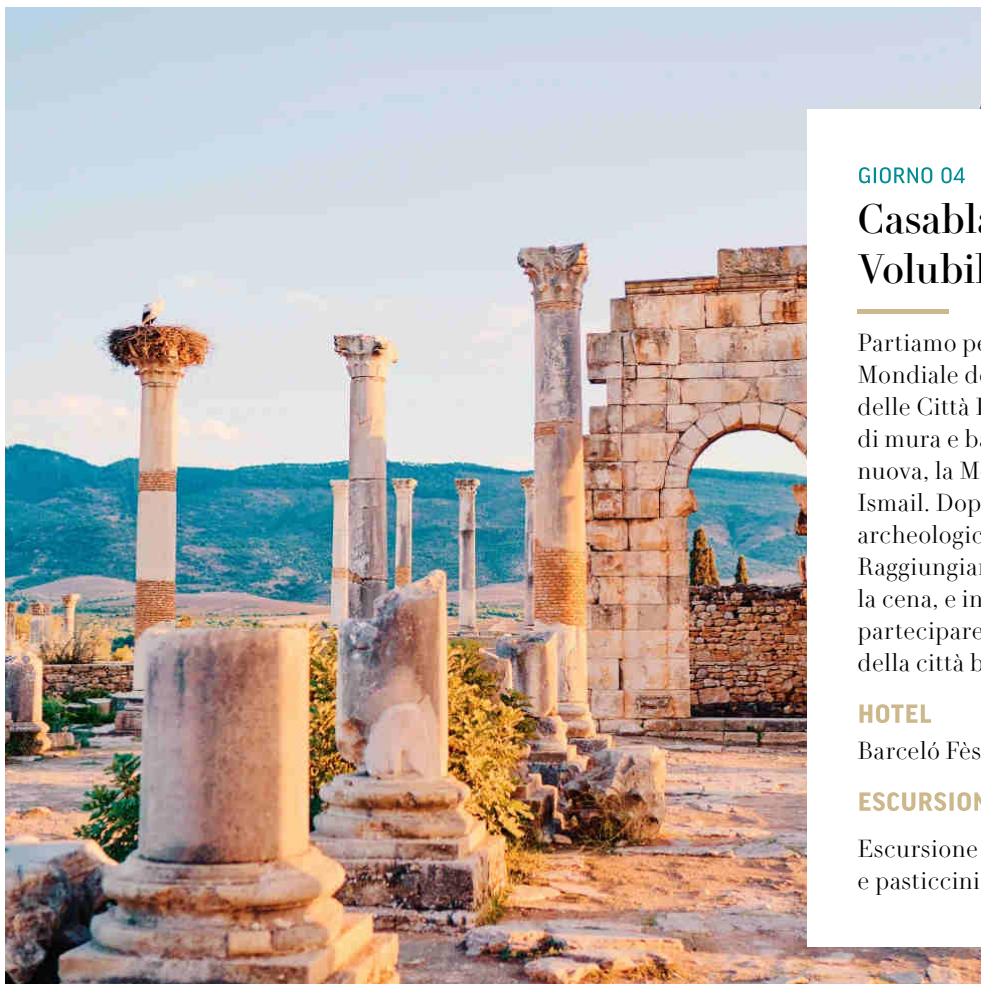 GIORNO 04
Casabla
Volubil
Partiamo pe
Mondiale de
delle Città I
di mura e ba
nuova, la M
Ismail. Dop
archeologic
Raggiungian
la cena, e in
partecipare
della città b
HOTEL
Barceló Fès
ESCURSION
Escursione
e pasticcini